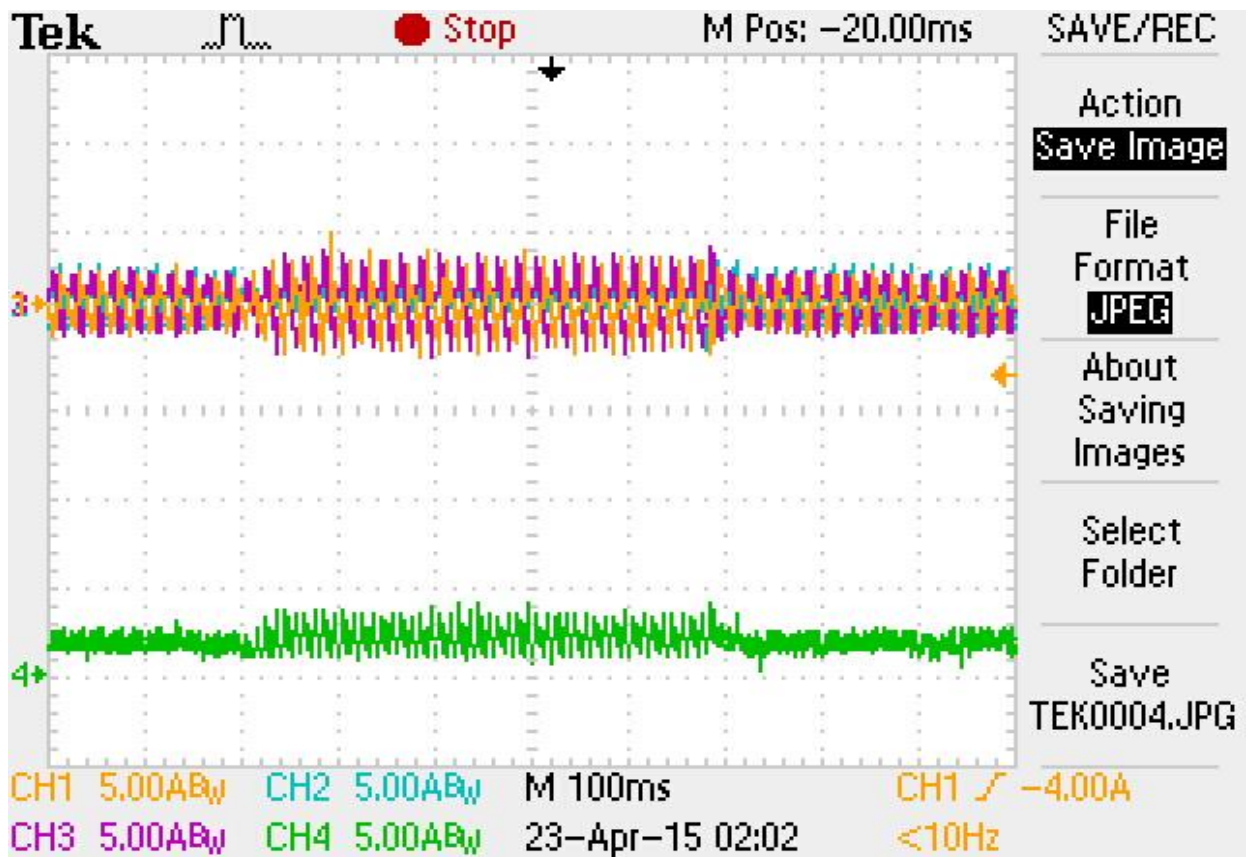 Tek Stop M Pos: -20.00ms SAVE/REC
Action
Save Image
File
Format
JPEG
About
Saving
Images
Select
Folder
Save
TEK0004.JPG
3
4
CH1 5.00ABW CH2 5.00ABW M 100ms CH1 -4.00A
CH3 5.00ABW CH4 5.00ABW 23-Apr-15 02:02 <10Hz